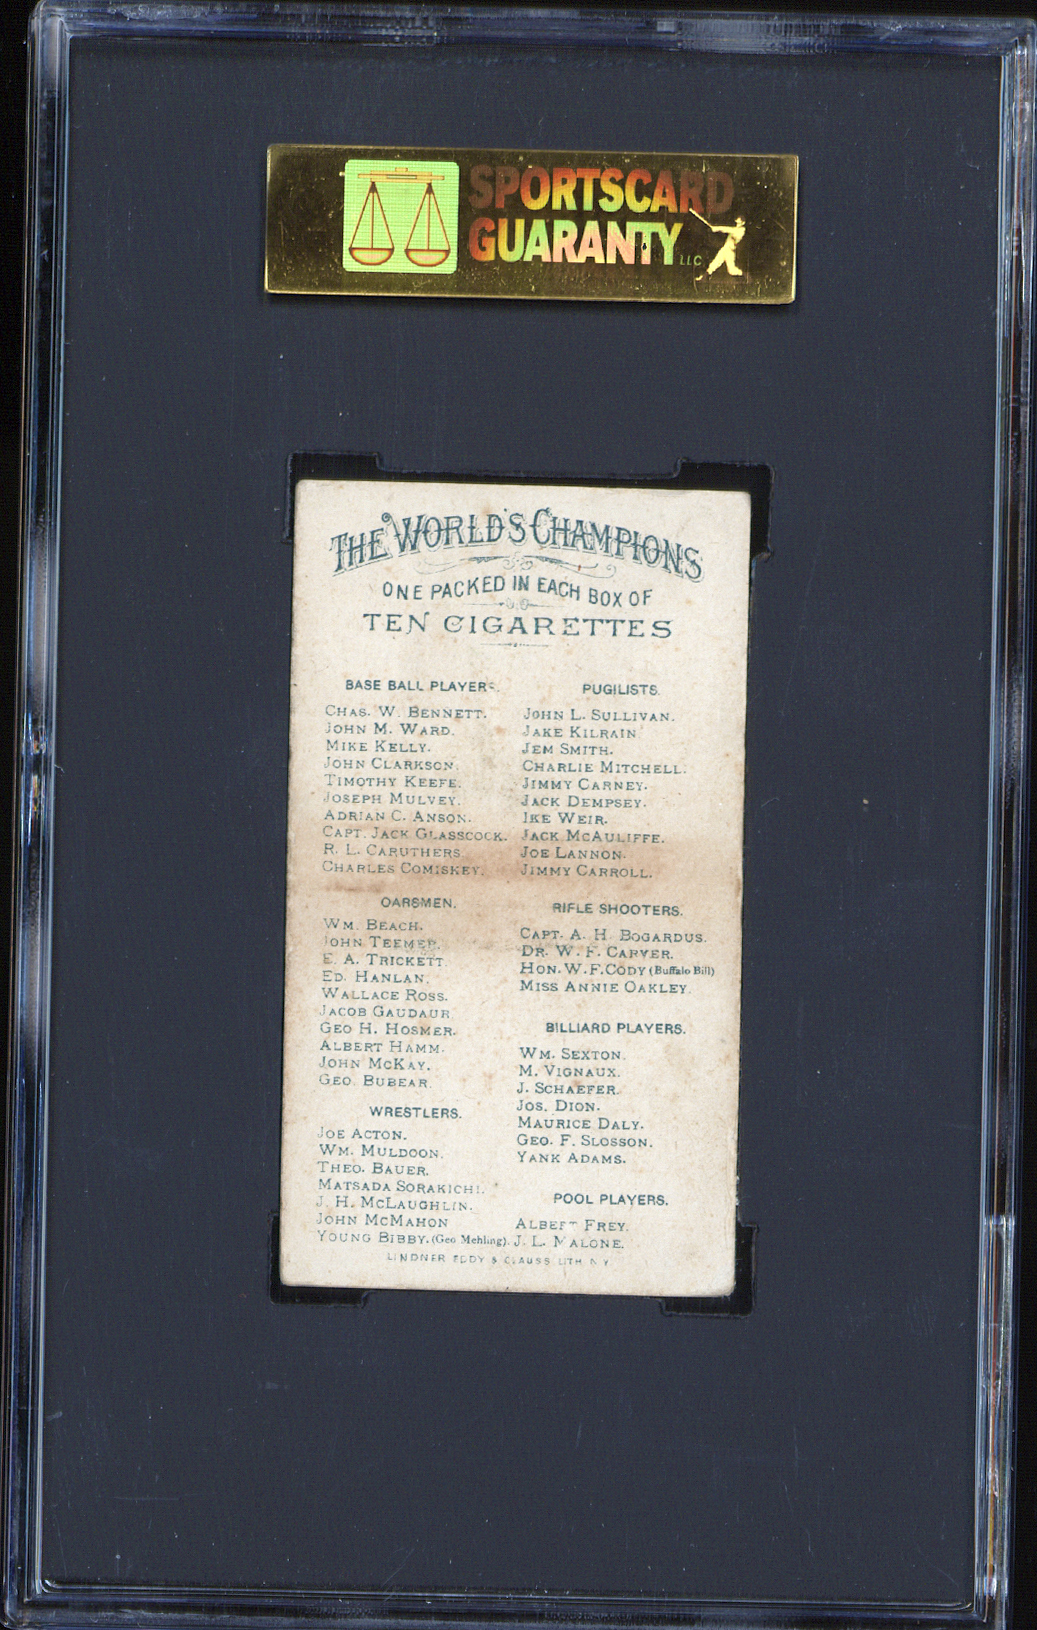 SPORTSCARD
GUARANTY LLC
THE WORLD'S CHAMPIONS
ONE PACKED IN EACH BOX OF
TEN CIGARETTES
BASE BALL PLAYERS.
CHAS. W. BENNETT.
JOHN M. WARD.
MIKE KELLY.
JOHN CLARKSON.
TIMOTHY KEEFE.
JOSEPH MULVEY.
ADRIAN C. ANSON.
CAPT. JACK GLASSCOCK.
R. L. CARUTHERS.
CHARLES COMISKEY.
OARSMEN.
WM. BEACH.
JOHN TEEMER.
E. A. TRICKETT.
ED. HANLAN.
WALLACE ROSS.
JACOB GAUDAUR
GEO H. HOSMER.
ALBERT HAMM.
JOHN MCKAY.
GEO. BUBEAR.
WRESTLERS.
JOE ACTON.
WM. MULDOON.
THEO. BAUER.
MATSADA SORAKICHI.
J. H. MCLAUGHLIN.
JOHN MCMAHON
YOUNG BIBBY. (Geo Mehling).
PUGILISTS.
JOHN L. SULLIVAN.
JAKE KILRAIN
JEM SMITH.
CHARLIE MITCHELL.
JIMMY CARNEY.
JACK DEMPSEY.
IKE WEIR.
JACK MCAULIFFE.
JOE LANNON.
JIMMY CARROLL.
RIFLE SHOOTERS.
CAPT. A. H. BOGARDUS.
DR. W. F. CARVER.
HON. W. F. CODY (Buffalo Bill)
MISS ANNIE OAKLEY.
BILLIARD PLAYERS.
WM. SEXTON.
M. VIGNAUX.
J. SCHAEFER.
JOS. DION.
MAURICE DALY.
GEO. F. SLOSSON.
YANK ADAMS.
POOL PLAYERS.
ALBERT FREY.
J. L. MALONE.
LINDNER EDDY & CLAUSS LITH. N.Y.